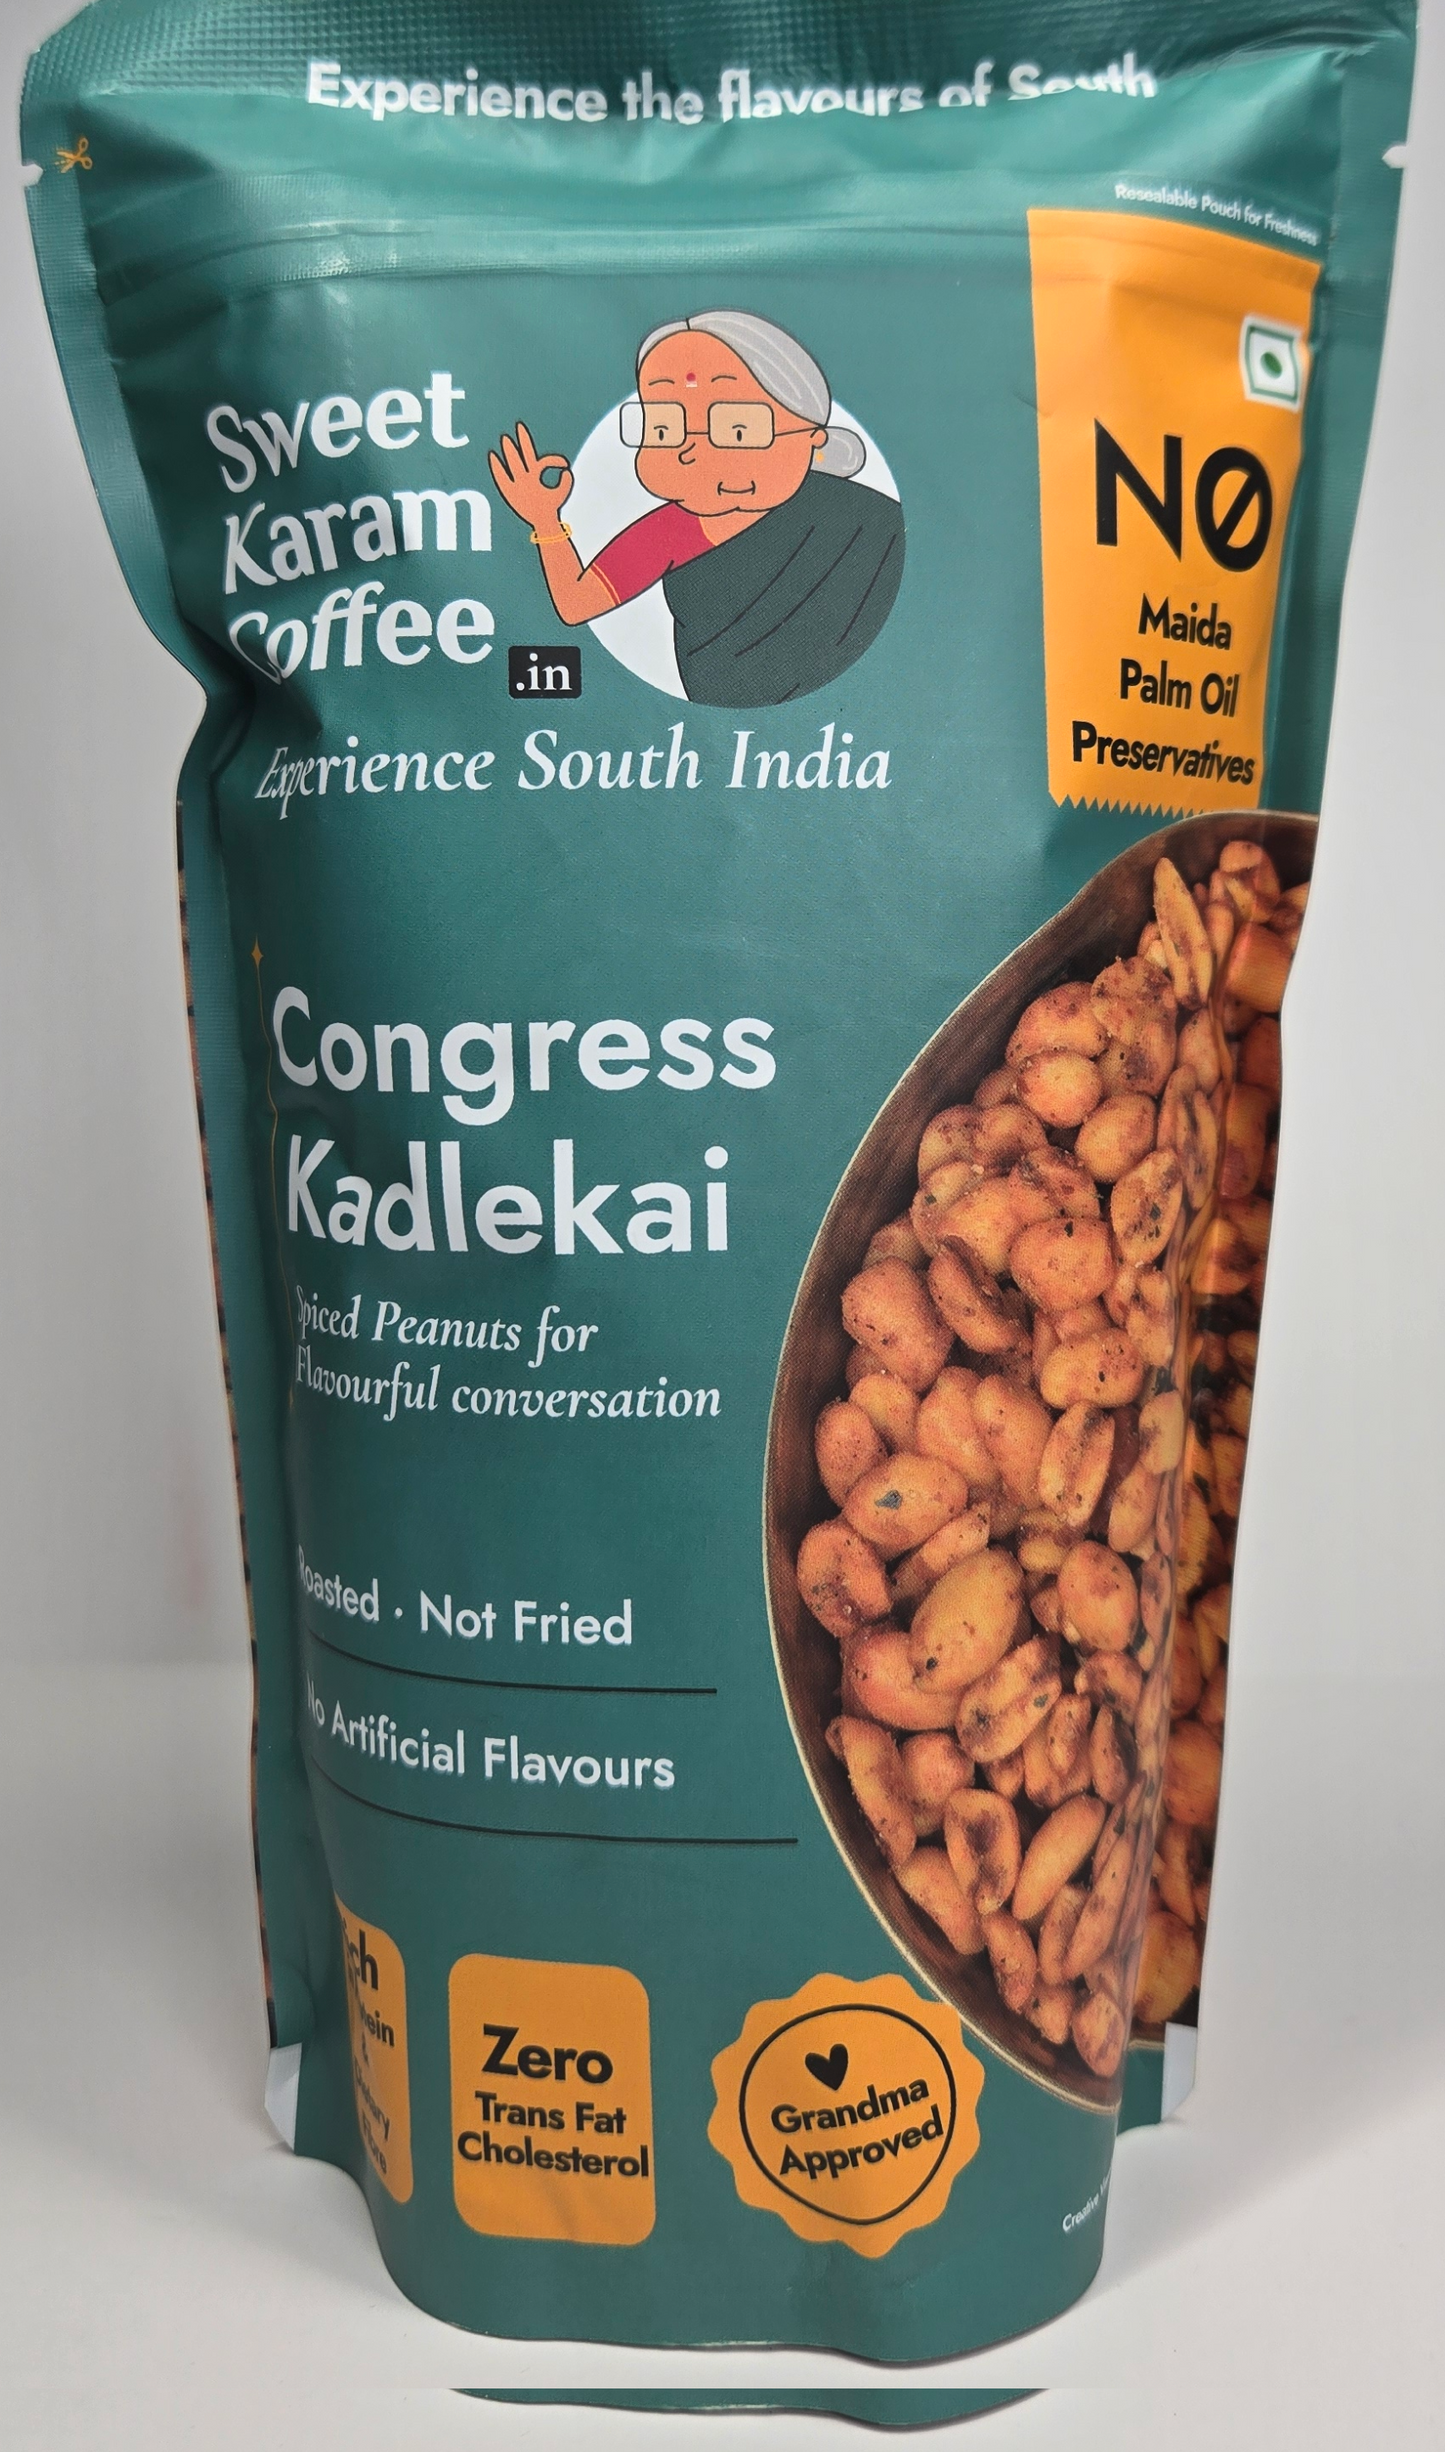 Experience the flavours of South
Resealable Pouch for Freshness
Sweet
Karam
Coffee
.in
Experience South India
NO
Maida
Palm Oil
Preservatives
Congress
Kadlekai
Spiced Peanuts for
Flavourful conversation
Roasted · Not Fried
No Artificial Flavours
Zero
Trans Fat
Cholesterol
Grandma
Approved